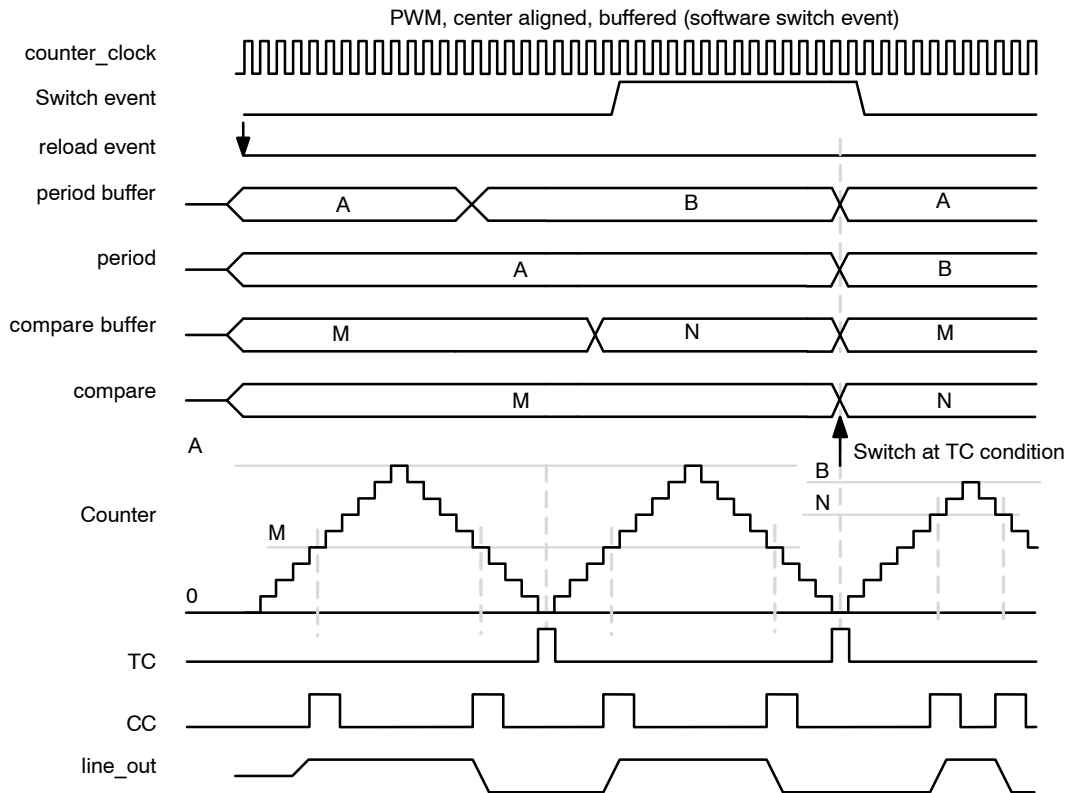 PWM, center aligned, buffered (software switch event)
counter_clock
Switch event
reload event
period buffer
A
B
A
period
A
B
compare buffer
M
N
M
compare
M
N
A
Switch at TC condition
B
N
Counter
M
0
TC
CC
line_out